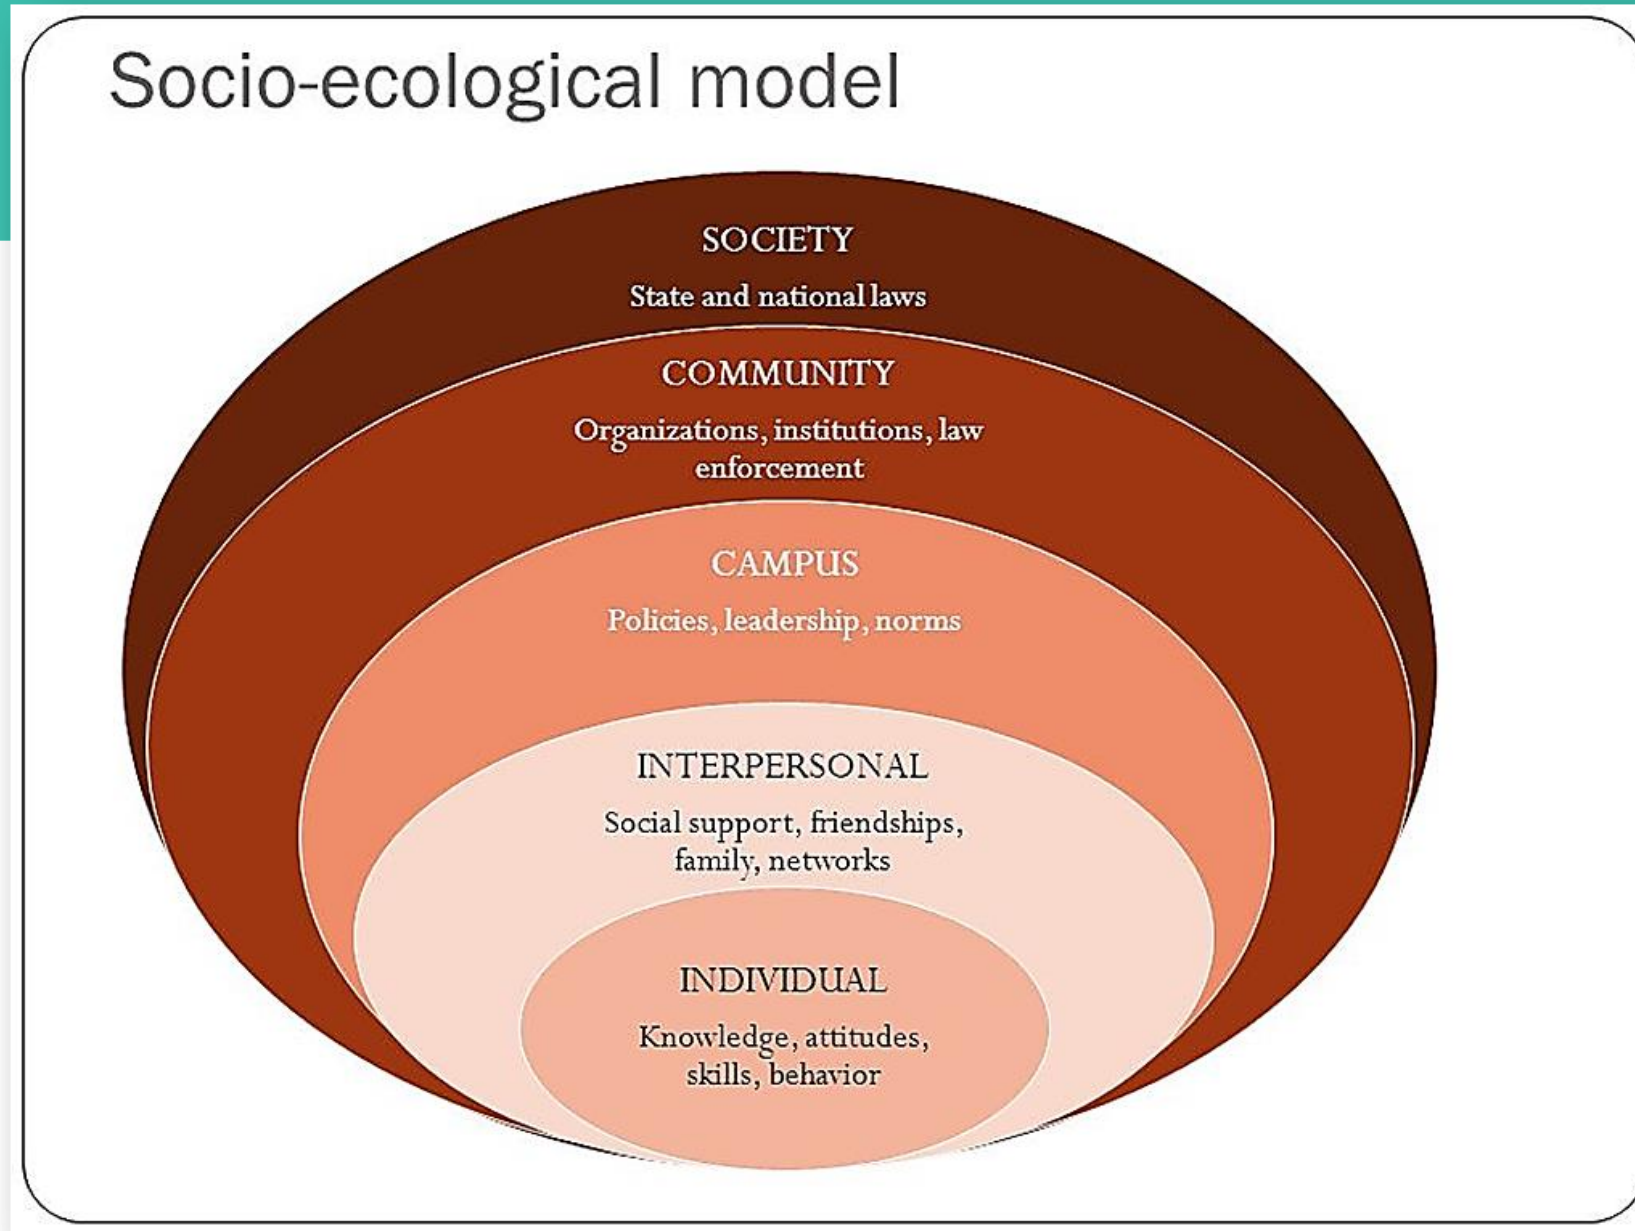 Socio-ecological model
SOCIETY
State and national laws
COMMUNITY
Organizations, institutions, law
enforcement
CAMPUS
Policies, leadership, norms
INTERPERSONAL
Social support, friendships,
family, networks
INDIVIDUAL
Knowledge, attitudes,
skills, behavior